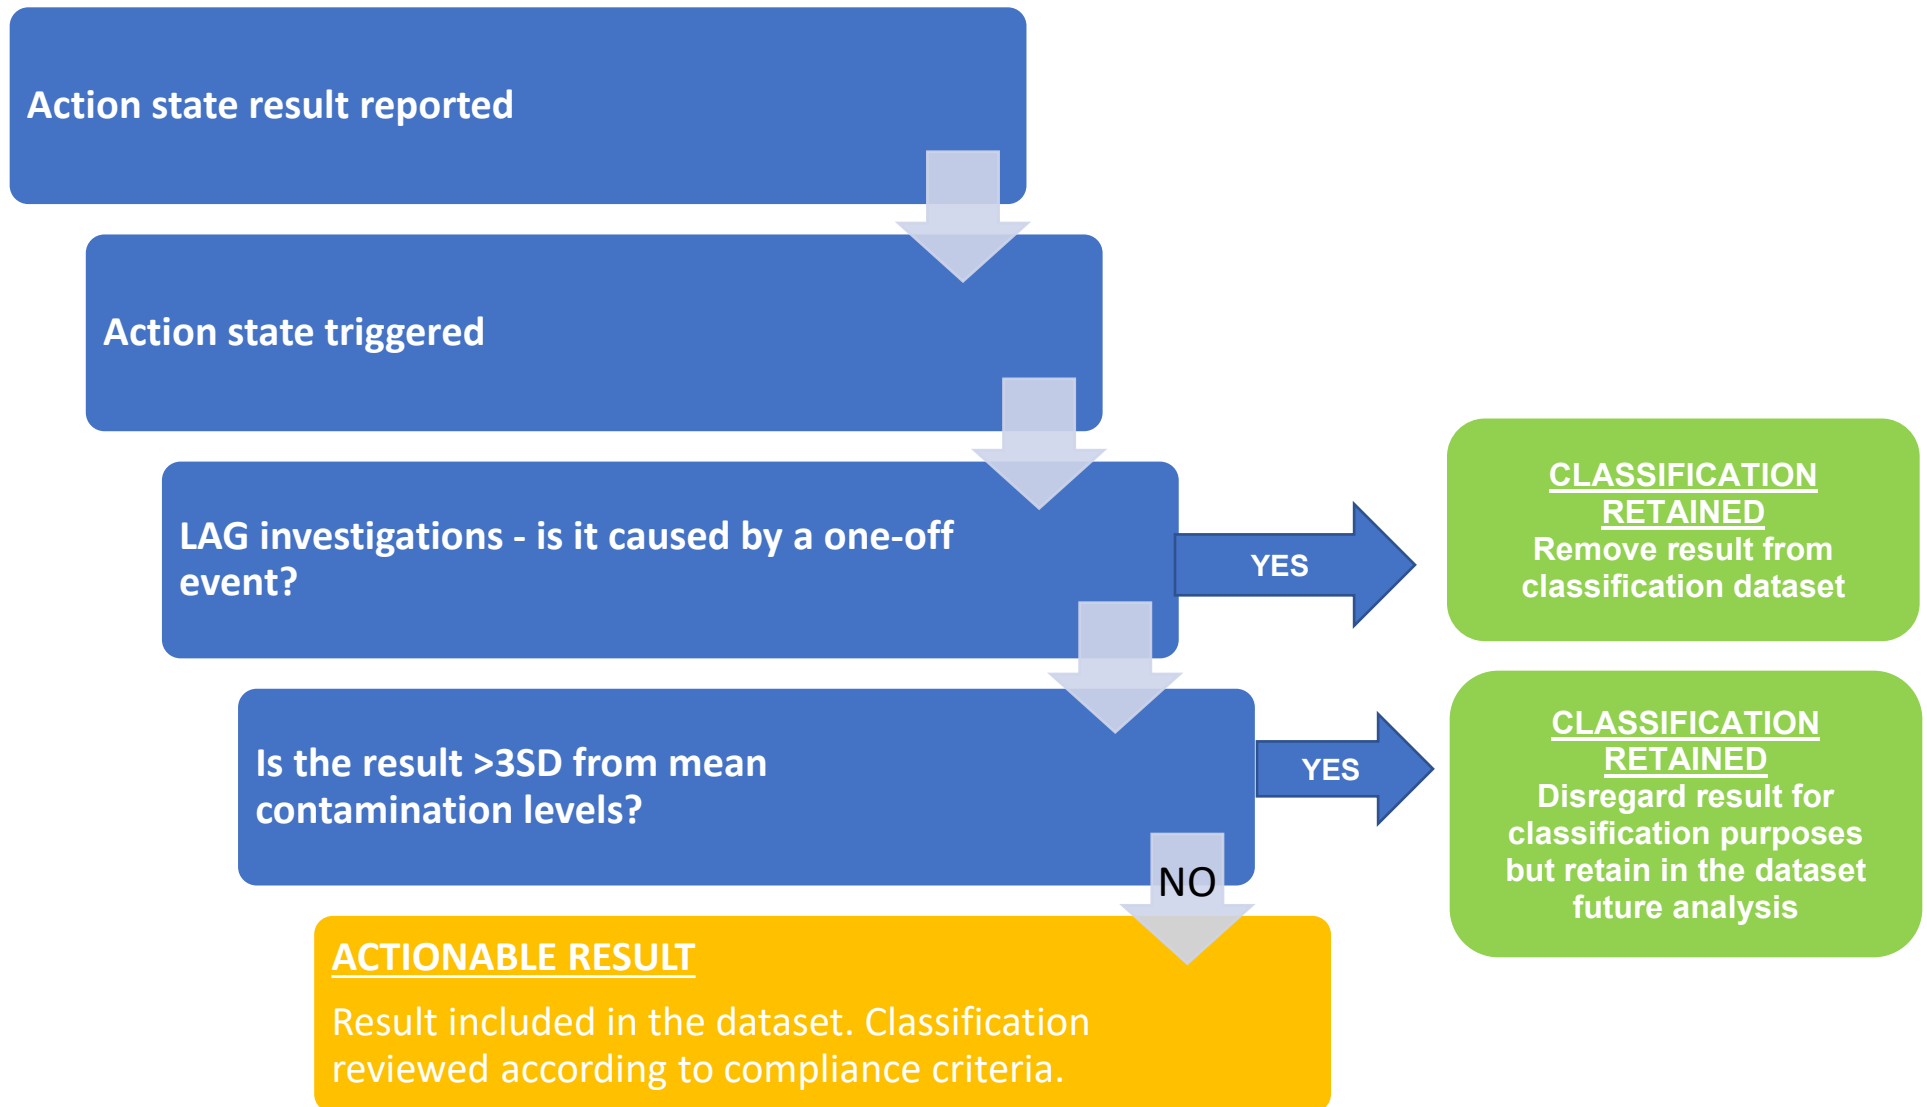 Action state result reported
Action state triggered
LAG investigations - is it caused by a one-off
event?
YES
CLASSIFICATION
RETAINED
Remove result from
classification dataset
Is the result >3SD from mean
contamination levels?
YES
CLASSIFICATION
RETAINED
Disregard result for
classification purposes
but retain in the dataset
future analysis
NO
ACTIONABLE RESULT
Result included in the dataset. Classification
reviewed according to compliance criteria.